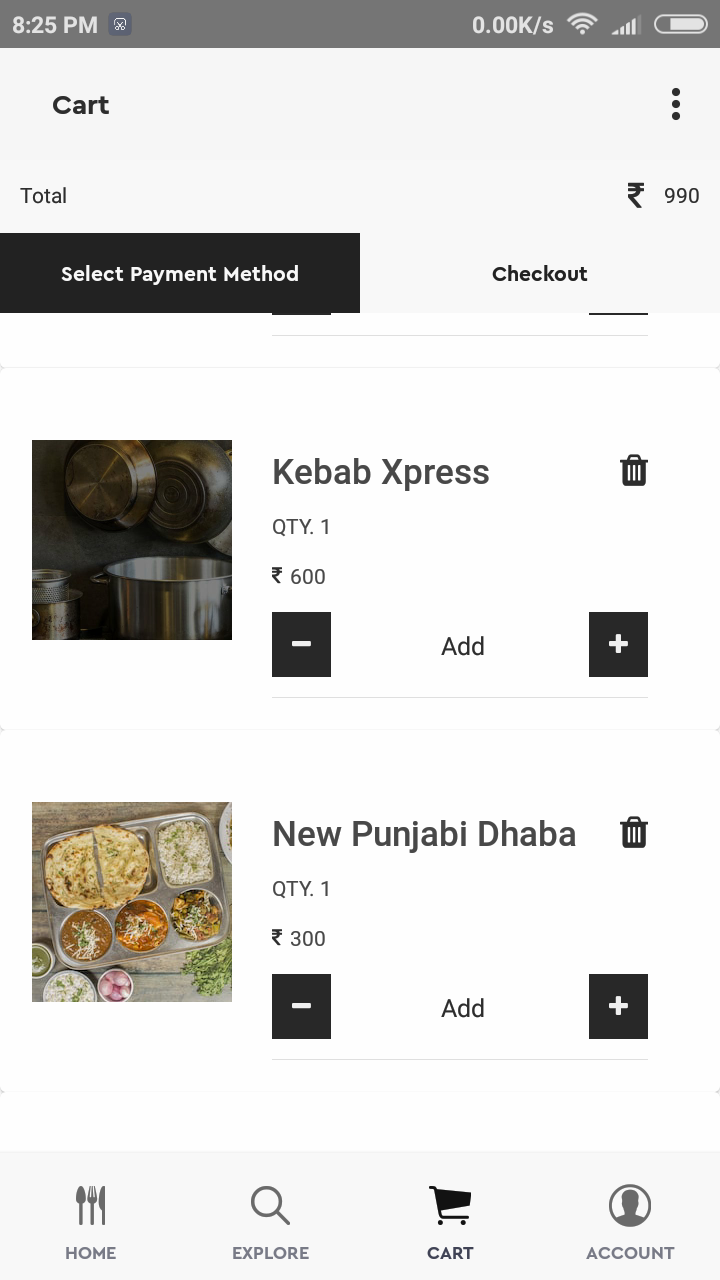 8:25 PM 0.00K/s
Cart
Total ₹ 990
Select Payment Method Checkout
Kebab Xpress
QTY. 1
₹ 600
Add
New Punjabi Dhaba
QTY. 1
₹ 300
Add
HOME EXPLORE CART ACCOUNT